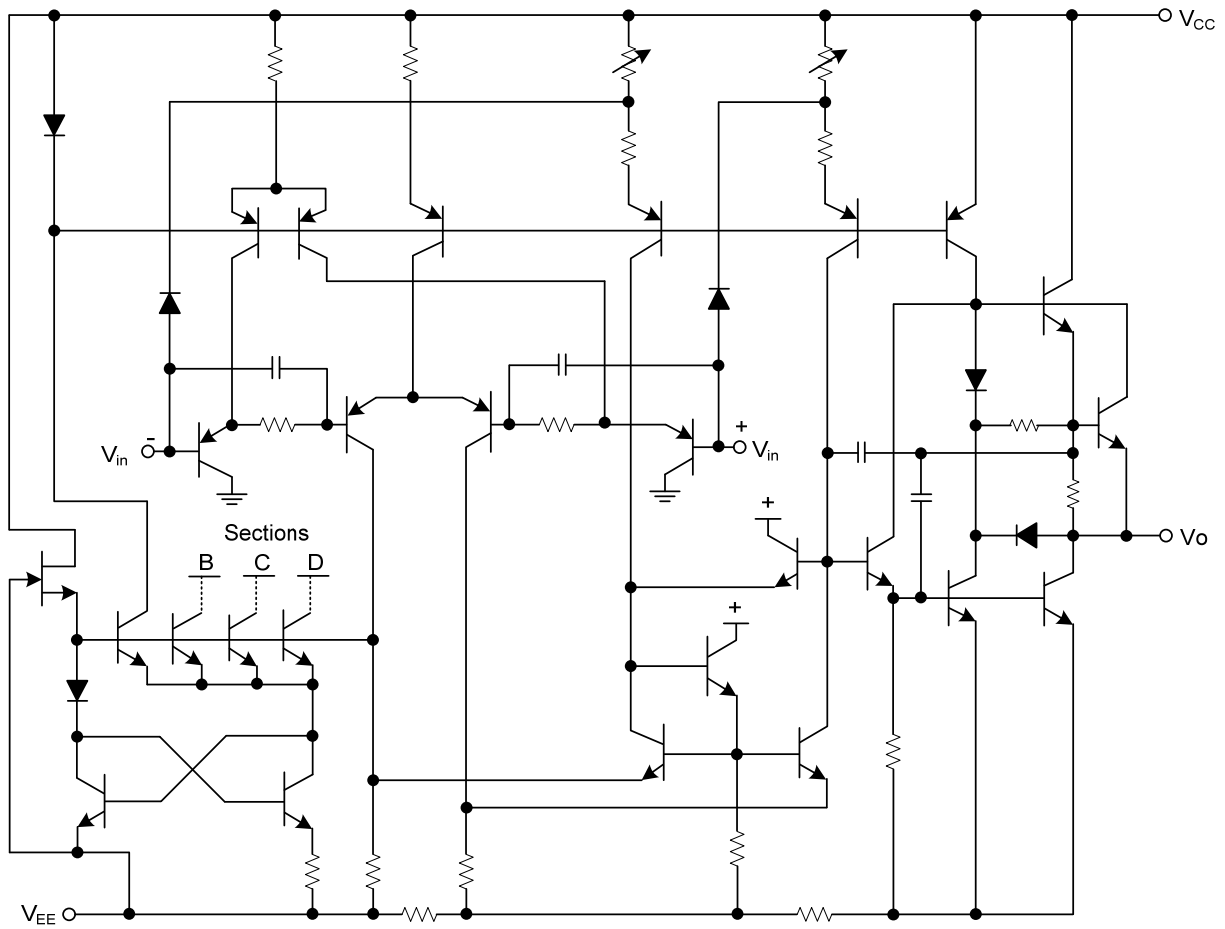 VCC
-
Vin
+
Vin
+
Sections
B C D
Vo
+
VEE